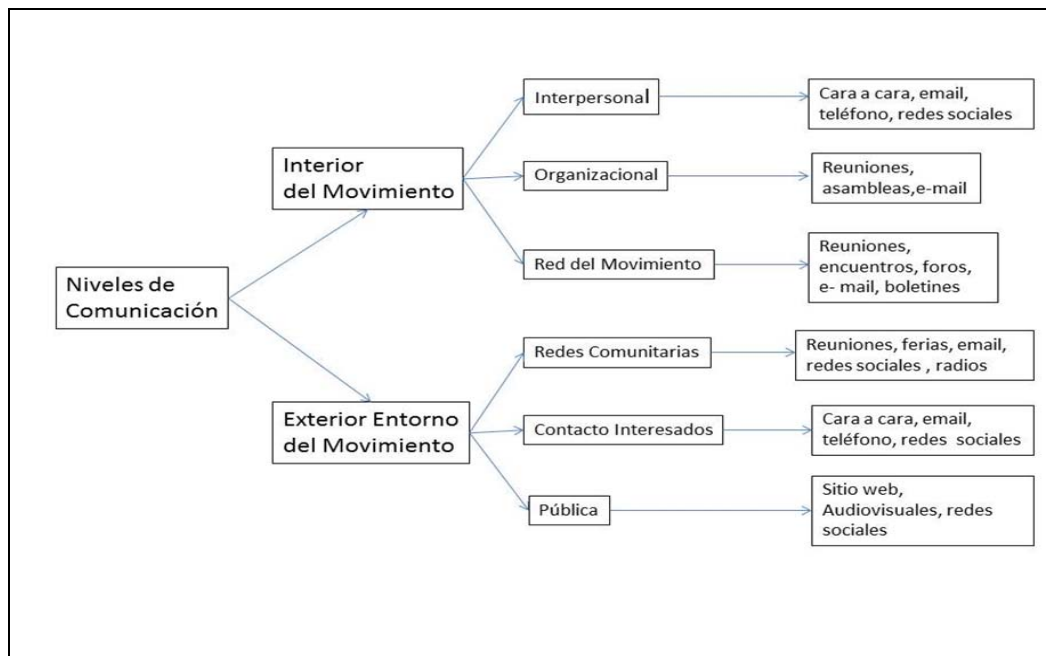 Niveles de
Comunicación
Interior
del Movimiento
Interpersonal
Cara a cara, email,
teléfono, redes sociales
Organizacional
Reuniones,
asambleas,e-mail
Red del Movimiento
Reuniones,
encuentros, foros,
e- mail, boletines
Exterior Entorno
del Movimiento
Redes Comunitarias
Reuniones, ferias, email,
redes sociales , radios
Contacto Interesados
Cara a cara, email,
teléfono, redes sociales
Pública
Sitio web,
Audiovisuales, redes
sociales